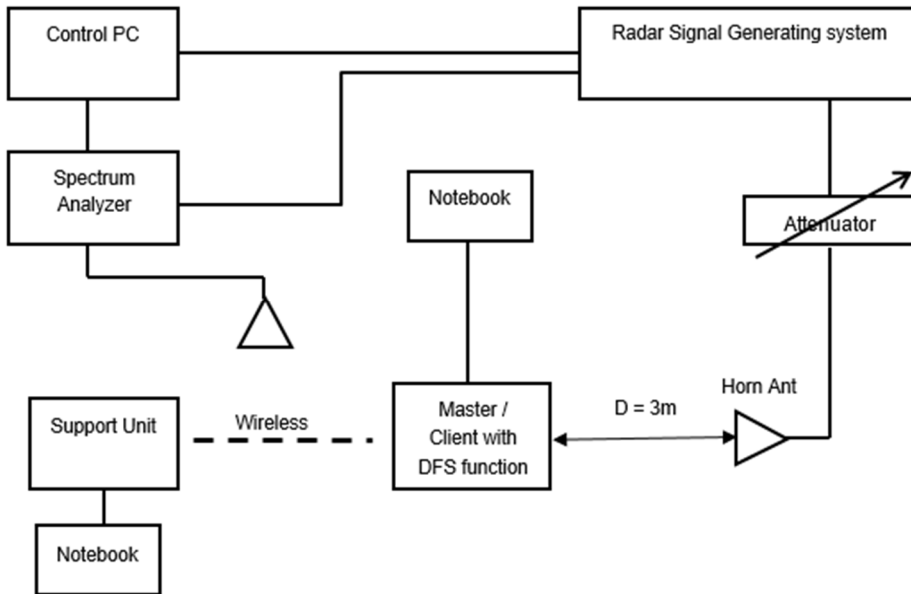 Control PC
Radar Signal Generating system
Spectrum
Analyzer
Notebook
Attenuator
Horn Ant
D = 3m
Master /
Client with
DFS function
Wireless
Support Unit
Notebook